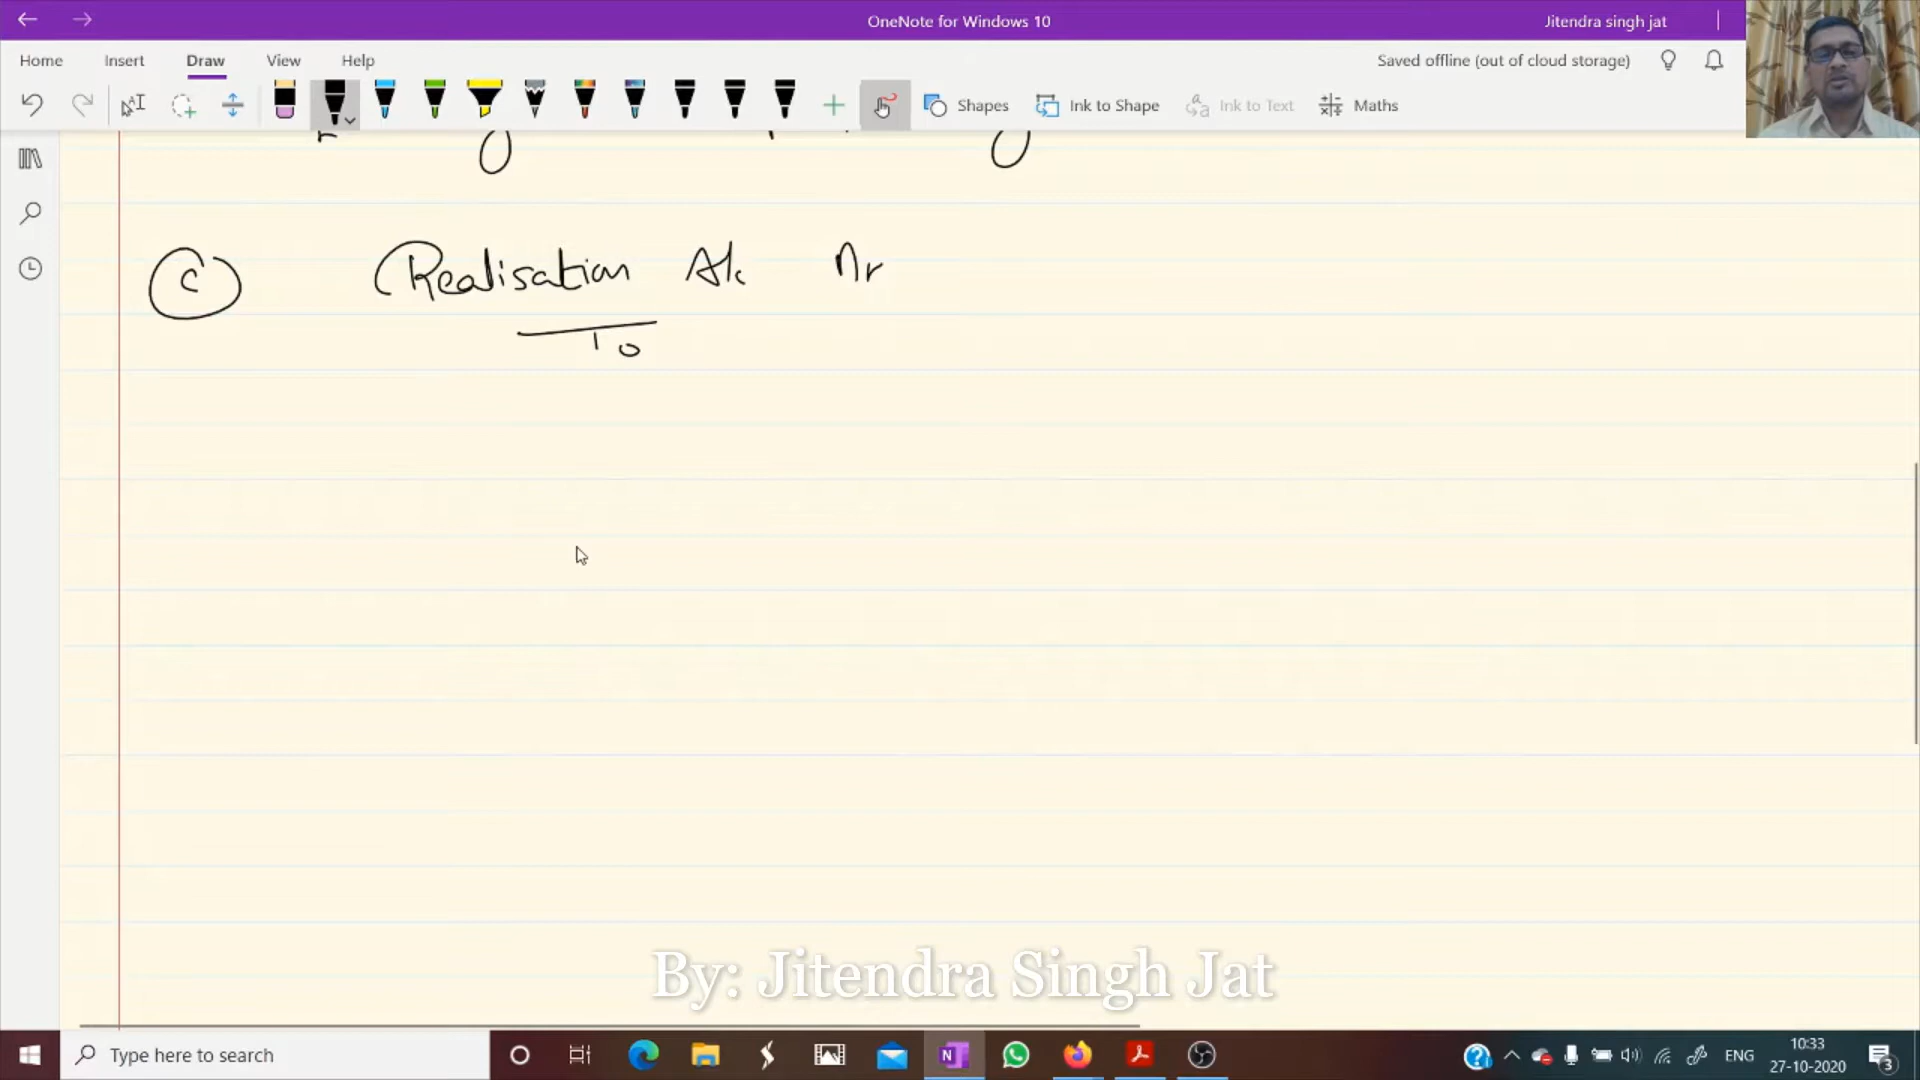 OneNote for Windows 10
Jitendra singh jat
Home Insert Draw View Help
Saved offline (out of cloud storage)
Shapes
Ink to Shape
Ink to Text
Maths
C Realisation A/c Dr
To
By: Jitendra Singh Jat
Type here to search
ENG
10:33
27-10-2020
3